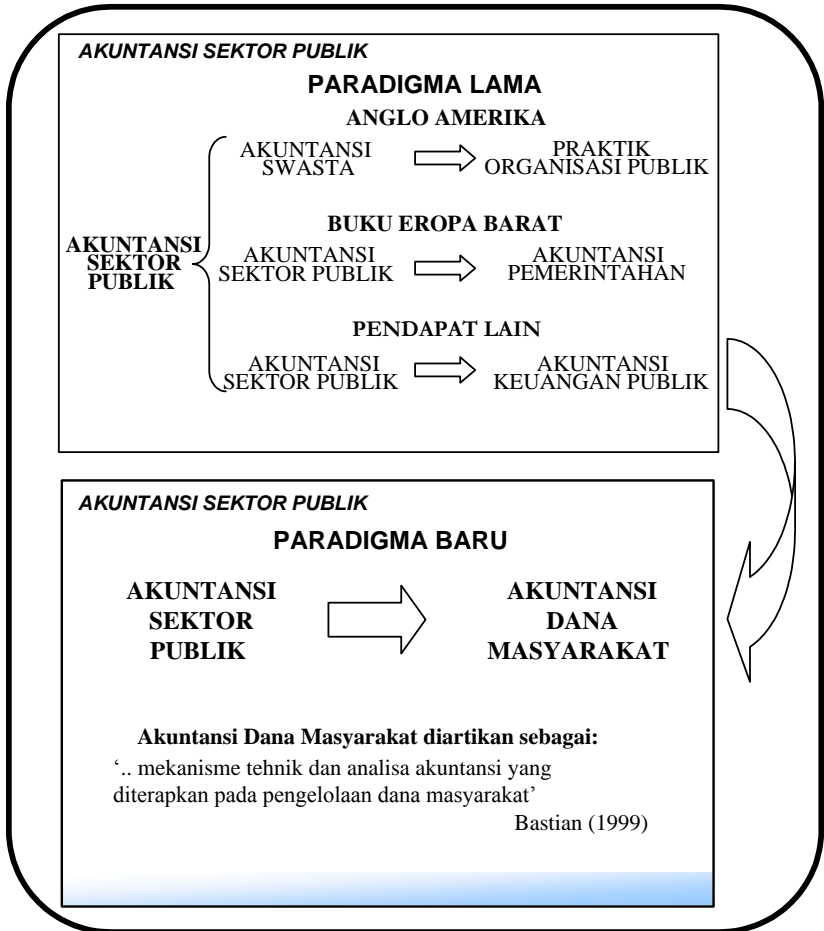 AKUNTANSI SEKTOR PUBLIK
PARADIGMA LAMA
ANGLO AMERIKA
AKUNTANSI
SWASTA
PRAKTIK
ORGANISASI PUBLIK
AKUNTANSI
SEKTOR
PUBLIK
BUKU EROPA BARAT
AKUNTANSI
SEKTOR PUBLIK
AKUNTANSI
PEMERINTAHAN
PENDAPAT LAIN
AKUNTANSI
SEKTOR PUBLIK
AKUNTANSI
KEUANGAN PUBLIK
AKUNTANSI SEKTOR PUBLIK
PARADIGMA BARU
AKUNTANSI
SEKTOR
PUBLIK
AKUNTANSI
DANA
MASYARAKAT
Akuntansi Dana Masyarakat diartikan sebagai:
‘.. mekanisme tehnik dan analisa akuntansi yang
diterapkan pada pengelolaan dana masyarakat’
Bastian (1999)